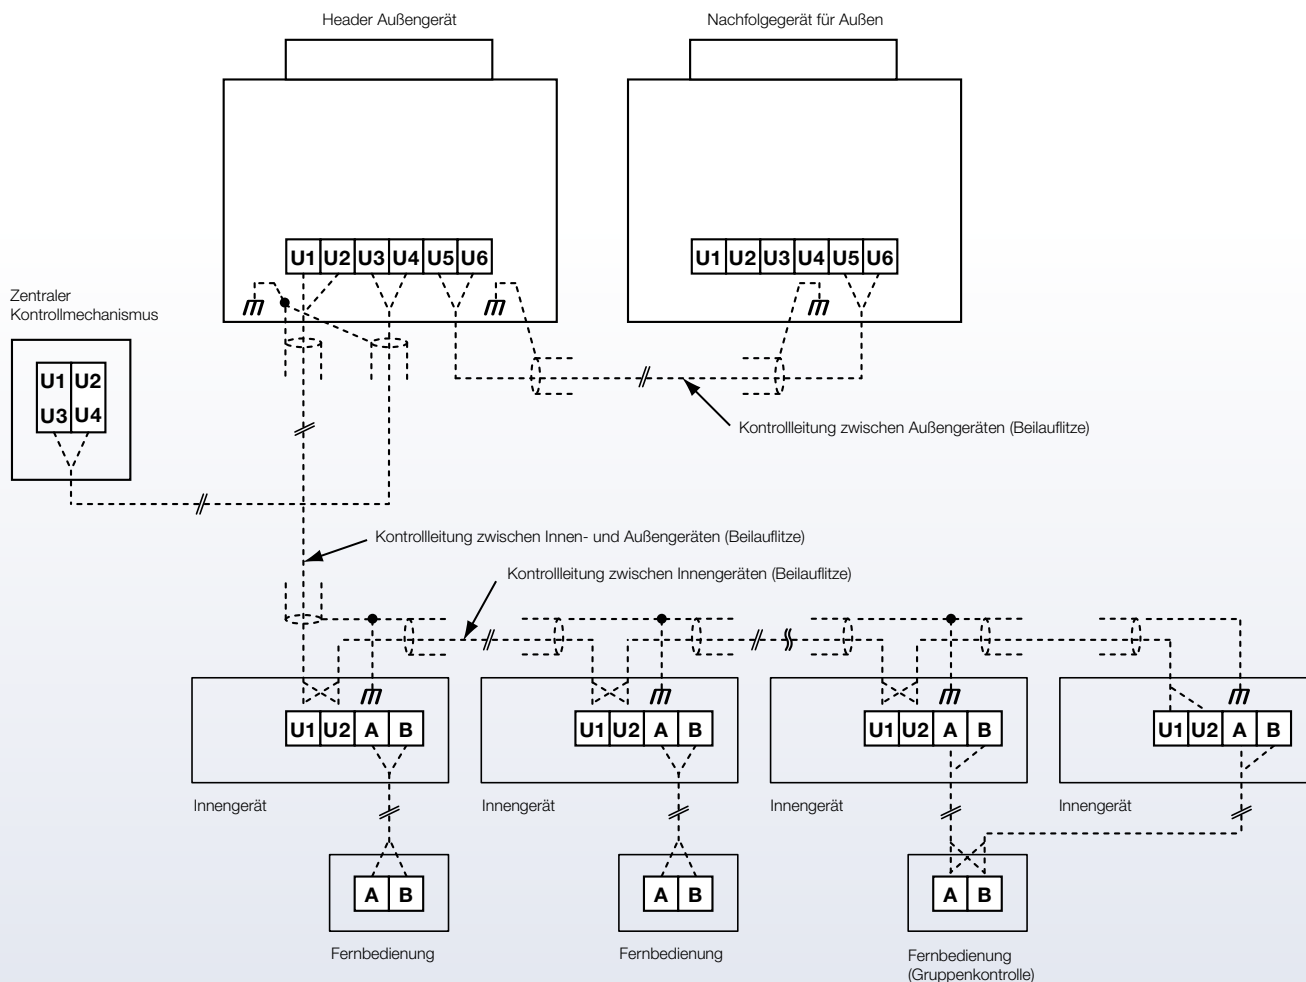 Header Außengerät
Nachfolgegerät für Außen
U1 U2 U3 U4 U5 U6
U1 U2 U3 U4 U5 U6
Zentraler
Kontrollmechanismus
U1 U2
U3 U4
Kontrollleitung zwischen Außengeräten (Beilauflitze)
Kontrollleitung zwischen Innen- und Außengeräten (Beilauflitze)
Kontrollleitung zwischen Innengeräten (Beilauflitze)
U1 U2 A B
U1 U2 A B
U1 U2 A B
U1 U2 A B
Innengerät
Innengerät
Innengerät
Innengerät
A B
A B
A B
Fernbedienung
Fernbedienung
Fernbedienung
(Gruppenkontrolle)